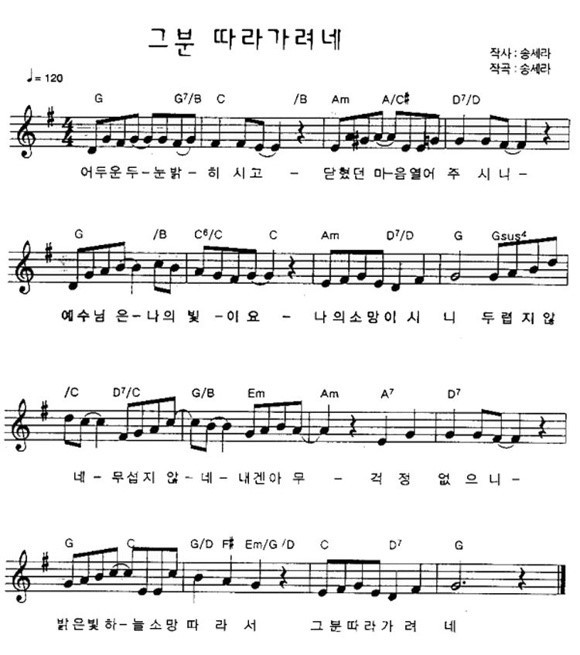 그분 따라가려네
작사 : 송세라
작곡 : 송세라
♩= 120
G G7/B C /B Am A/C♯ D7/D
어두운두-눈밝-히 시고 - 닫혔던 마-음열어 주 시니-
G /B C6/C C Am D7/D G Gsus4
예수님 은-나의 빛-이요 - 나의소망이시 니 두렵지않
/C D7/C G/B Em Am A7 D7
네-무섭지 않-네-내겐아 무 - 걱 정 없으니-
G C G/D F♯ Em/G /D C D7 G
밝은빛하-늘소망 따 라 서 그분따라가 려 네